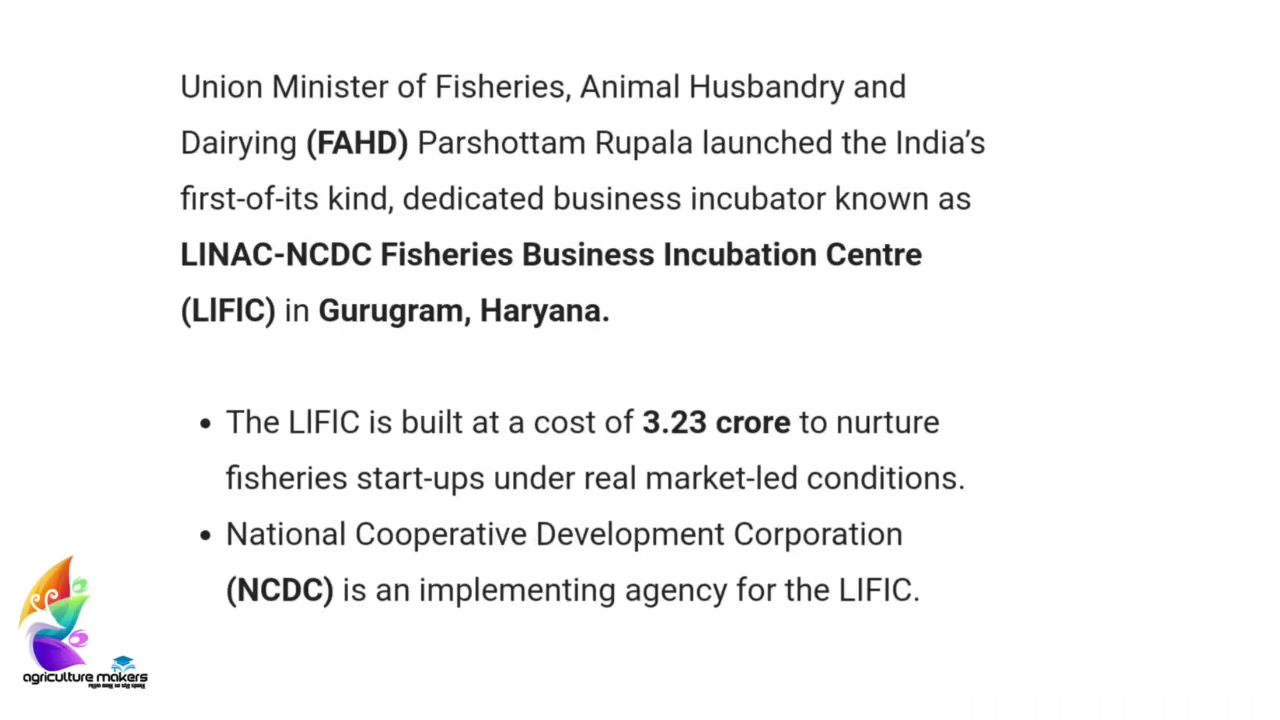 Union Minister of Fisheries, Animal Husbandry and
Dairying (FAHD) Parshottam Rupala launched the India’s
first-of-its kind, dedicated business incubator known as
LINAC-NCDC Fisheries Business Incubation Centre
(LlFlC) in Gurugram, Haryana.
• The LlFlC is built at a cost of 3.23 crore to nurture
fisheries start-ups under real market-led conditions.
• National Cooperative Development Corporation
(NCDC) is an implementing agency for the LIFIC.
agriculture makers